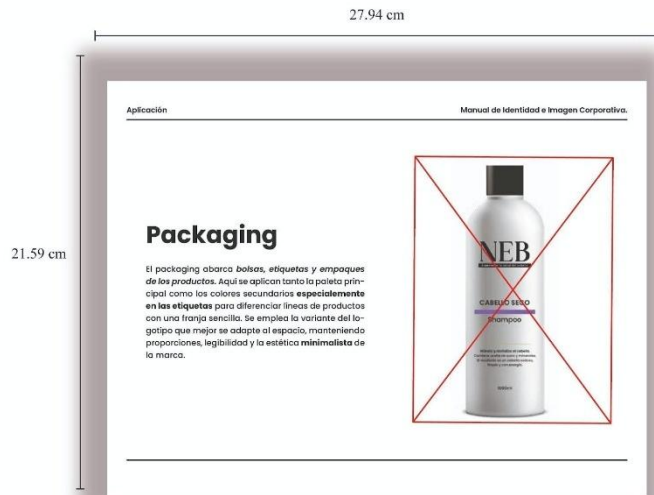 27.94 cm
21.59 cm
Aplicación
Manual de Identidad e Imagen Corporativa.
Packaging
El packaging abarca bolsas, etiquetas y empaques
de los productos. Aquí se aplican tanto la paleta prin-
cipal como los colores secundarios especialemente
en las etiquetas para diferenciar líneas de productos
con una franja sencilla. Se emplea la variante del lo-
gotipo que mejor se adapte al espacio, manteniendo
proporciones, legibilidad y la estética minimalista de
la marca.
NEB
CABELLO SECO
Shampoo